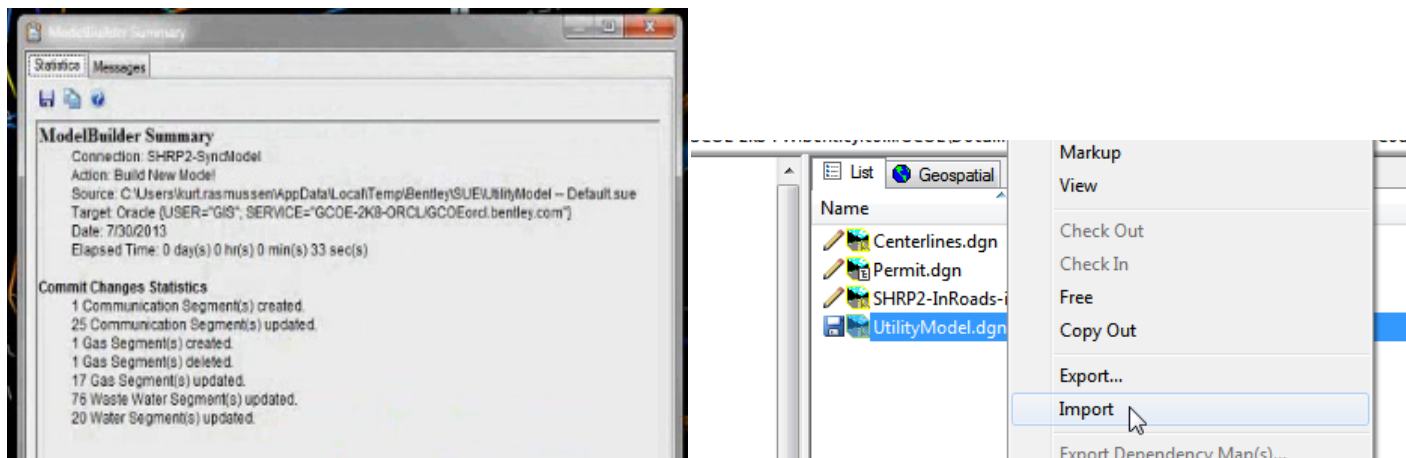 ModelBuilder Summary
Statistics
Messages
ModelBuilder Summary
Connection: SHRP2-SyncModel
Action: Build New Model
Source: C:\Users\kurt.rasmussen\AppData\Local\Temp\Bentley\SUE\UtilityModel -- Default.sue
Target: Oracle {USER="GIS"; SERVICE="GCOE-2K8-ORCL/GCOEorcl.bentley.com"}
Date: 7/30/2013
Elapsed Time: 0 day(s) 0 hr(s) 0 min(s) 33 sec(s)
Commit Changes Statistics
1 Communication Segment(s) created.
25 Communication Segment(s) updated.
1 Gas Segment(s) created.
1 Gas Segment(s) deleted.
17 Gas Segment(s) updated.
76 Waste Water Segment(s) updated.
20 Water Segment(s) updated.
List
Geospatial
Name
Centerlines.dgn
Permit.dgn
SHRP2-InRoads-i
UtilityModel.dgn
Markup
View
Check Out
Check In
Free
Copy Out
Export...
Import
Export Dependency Map(s)...